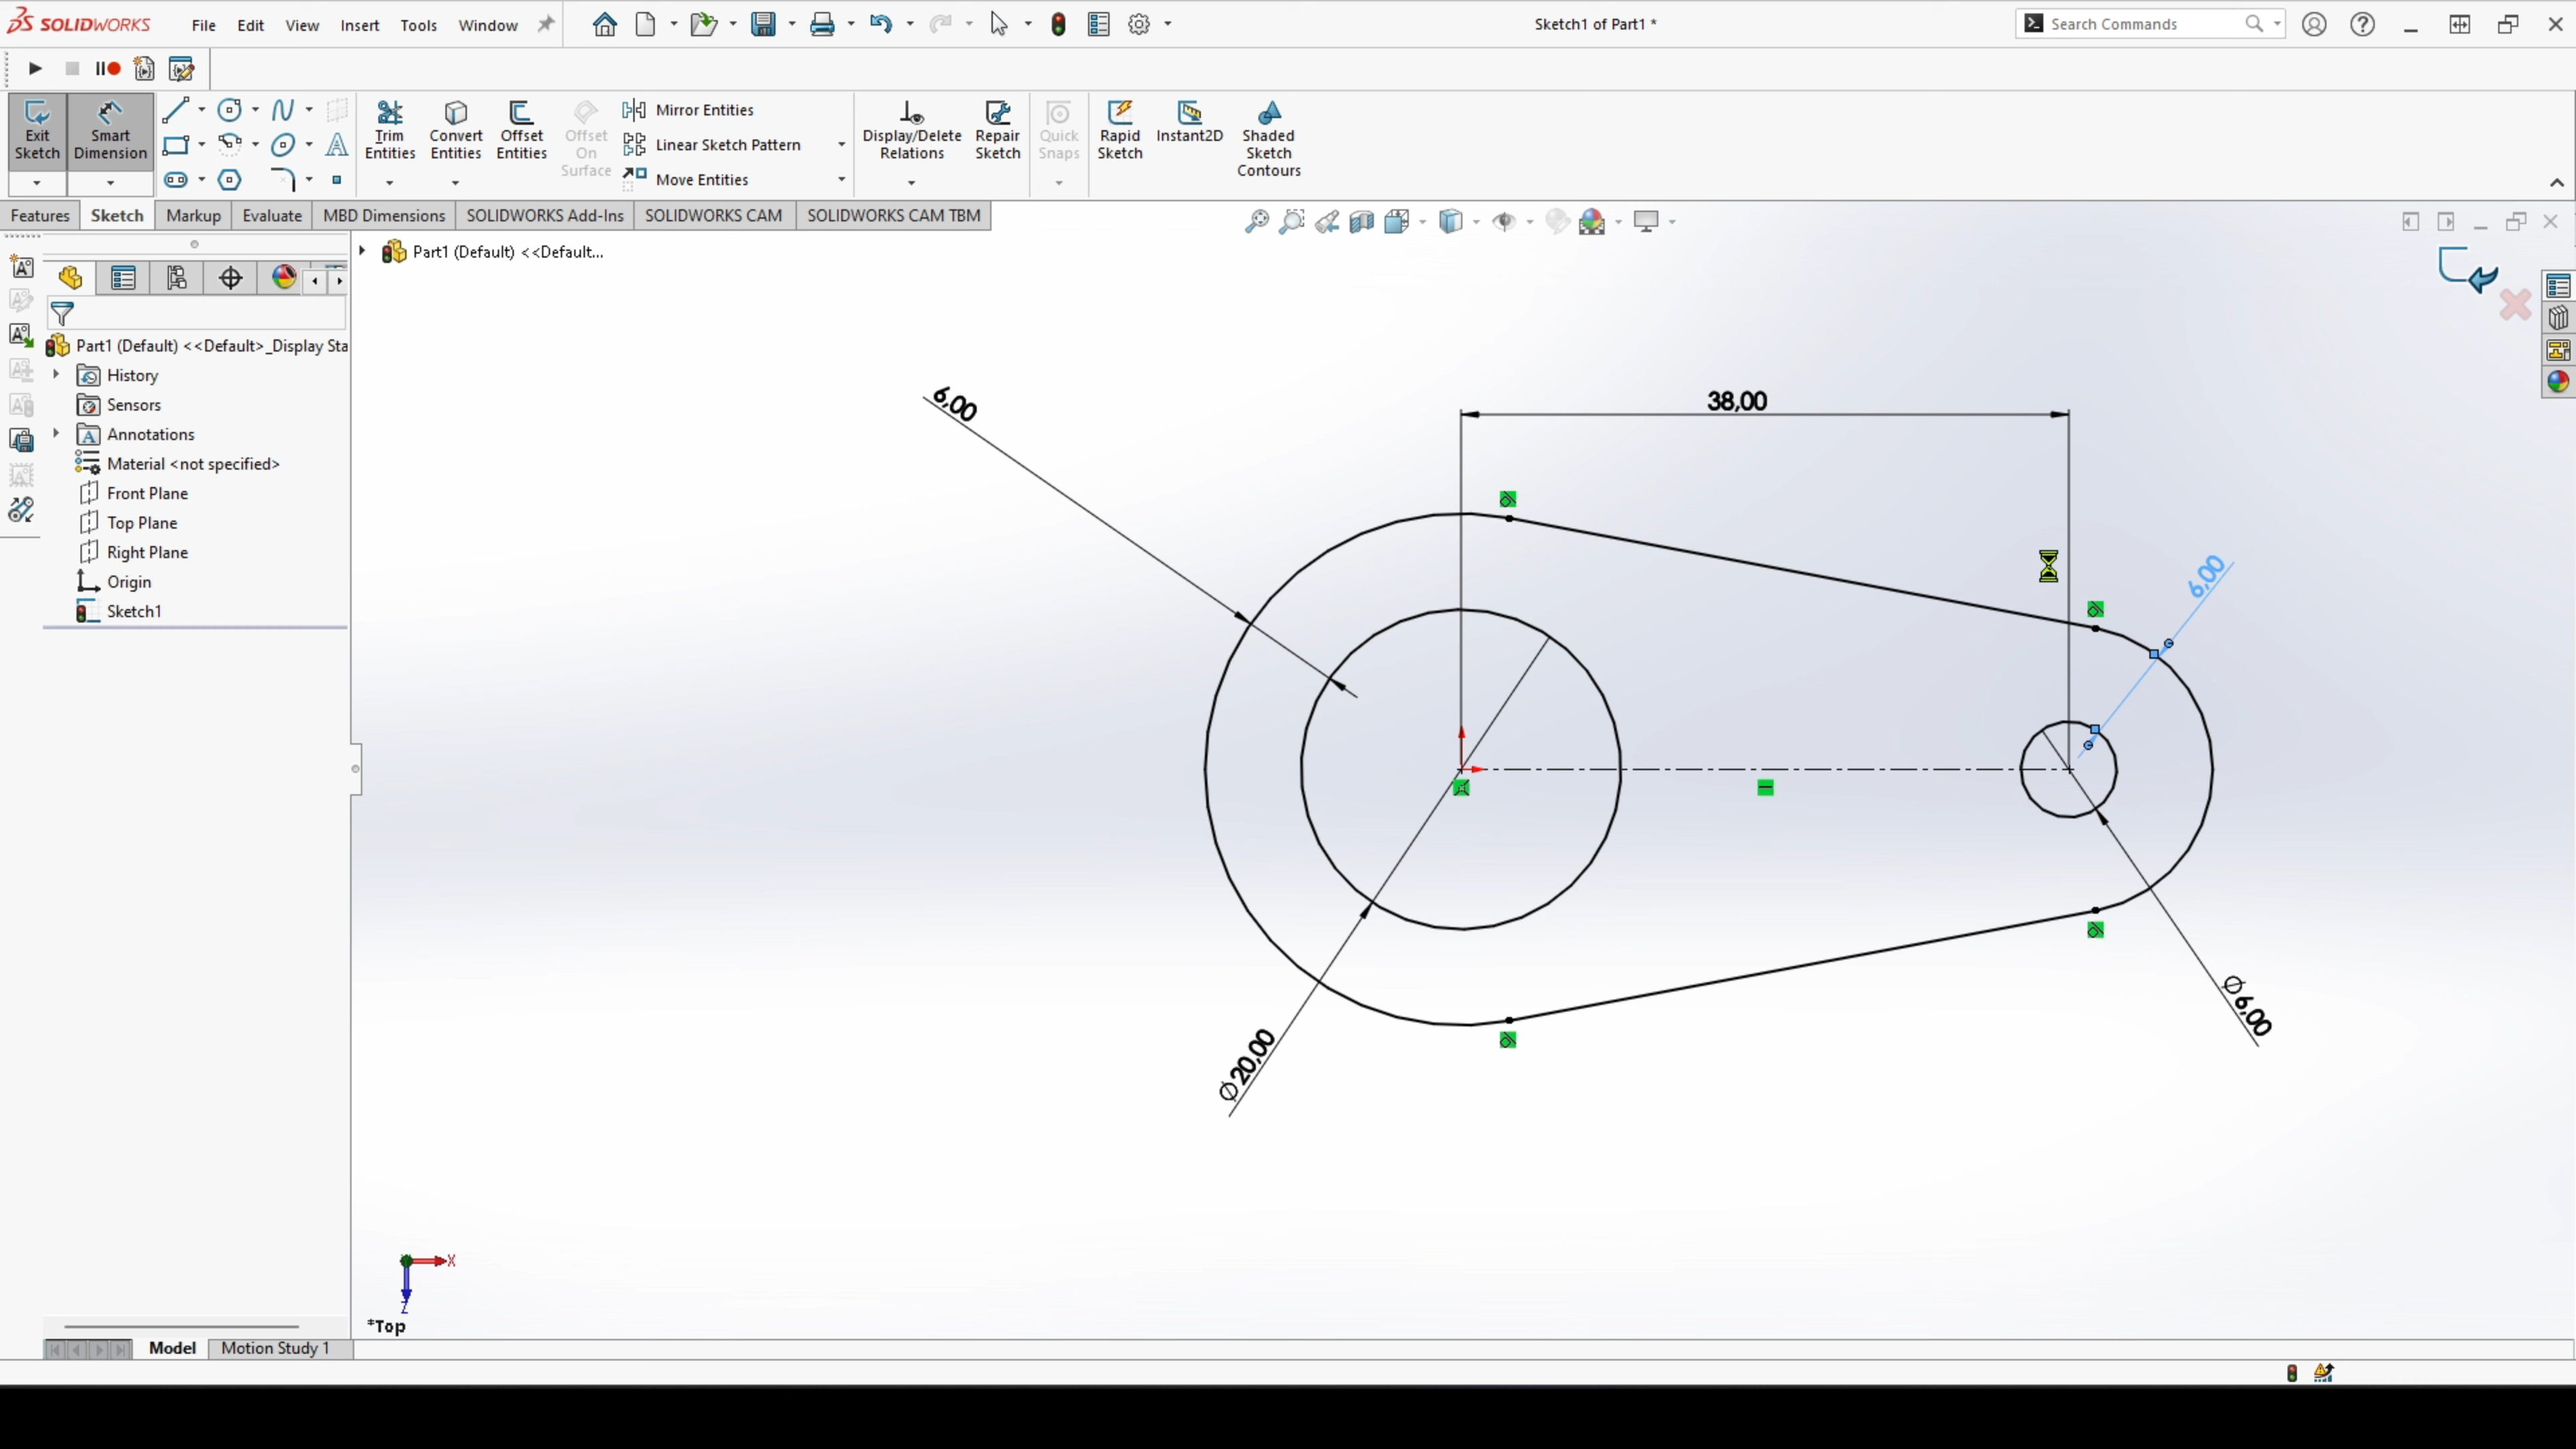 SOLIDWORKS File Edit View Insert Tools Window Sketch1 of Part1 * Search Commands
Exit Sketch
Smart Dimension
Trim Entities
Convert Entities
Offset Entities
Offset On Surface
Mirror Entities
Linear Sketch Pattern
Move Entities
Display/Delete Relations
Repair Sketch
Quick Snaps
Rapid Sketch
Instant2D
Shaded Sketch Contours
Features Sketch Markup Evaluate MBD Dimensions SOLIDWORKS Add-Ins SOLIDWORKS CAM SOLIDWORKS CAM TBM
Part1 (Default) <<Default...
Part1 (Default) <<Default>_Display Sta
History
Sensors
Annotations
Material <not specified>
Front Plane
Top Plane
Right Plane
Origin
Sketch1
6,00
38,00
6,00
Ø20,00
Ø6,00
X
Z
*Top
Model Motion Study 1